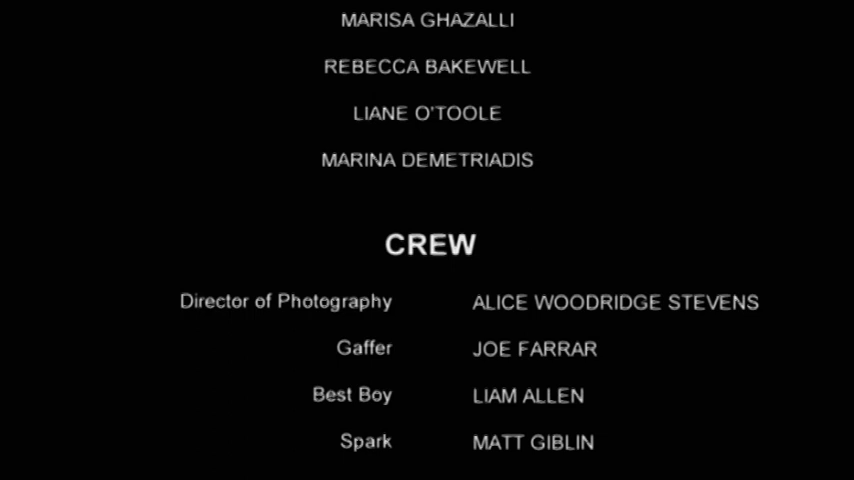 MARISA GHAZALLI
REBECCA BAKEWELL
LIANE O'TOOLE
MARINA DEMETRIADIS
CREW
Director of Photography ALICE WOODRIDGE STEVENS
Gaffer JOE FARRAR
Best Boy LIAM ALLEN
Spark MATT GIBLIN